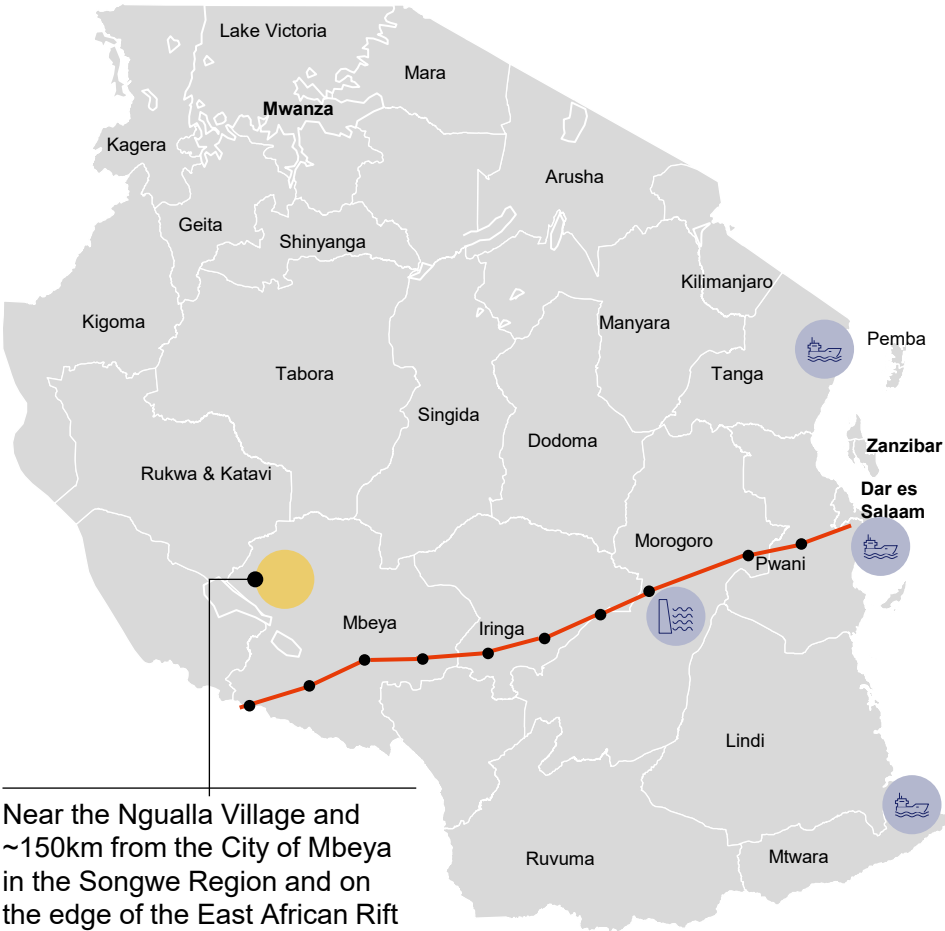 Lake Victoria
Mara
Mwanza
Kagera
Arusha
Geita
Shinyanga
Kilimanjaro
Kigoma
Manyara
Pemba
Tabora
Tanga
Singida
Dodoma
Zanzibar
Rukwa & Katavi
Dar es
Salaam
Morogoro
Pwani
Mbeya
Iringa
Lindi
Near the Ngualla Village and
~150km from the City of Mbeya
in the Songwe Region and on
the edge of the East African Rift
Ruvuma
Mtwara